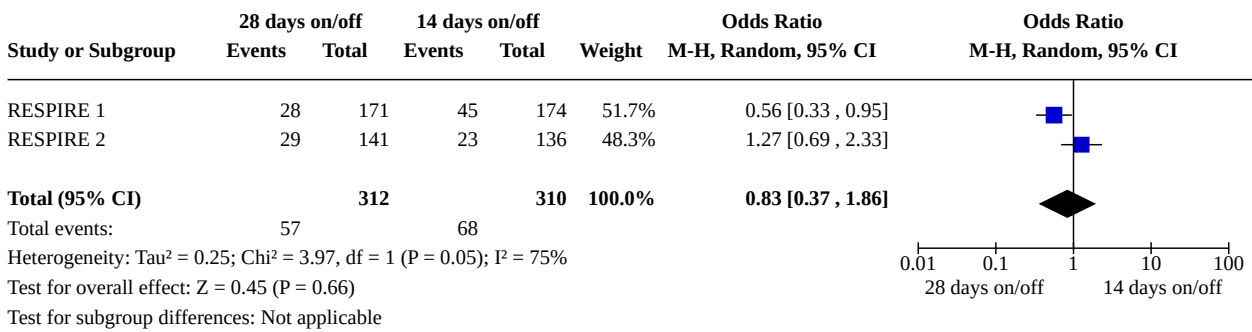 28 days on/off 14 days on/off Odds Ratio Odds Ratio
Study or Subgroup Events Total Events Total Weight M-H, Random, 95% CI M-H, Random, 95% CI
RESPIRE 1 28 171 45 174 51.7% 0.56 [0.33 , 0.95]
RESPIRE 2 29 141 23 136 48.3% 1.27 [0.69 , 2.33]
Total (95% CI) 312 310 100.0% 0.83 [0.37 , 1.86]
Total events: 57 68
Heterogeneity: Tau² = 0.25; Chi² = 3.97, df = 1 (P = 0.05); I² = 75%
0.01 0.1 1 10 100
Test for overall effect: Z = 0.45 (P = 0.66) 28 days on/off 14 days on/off
Test for subgroup differences: Not applicable